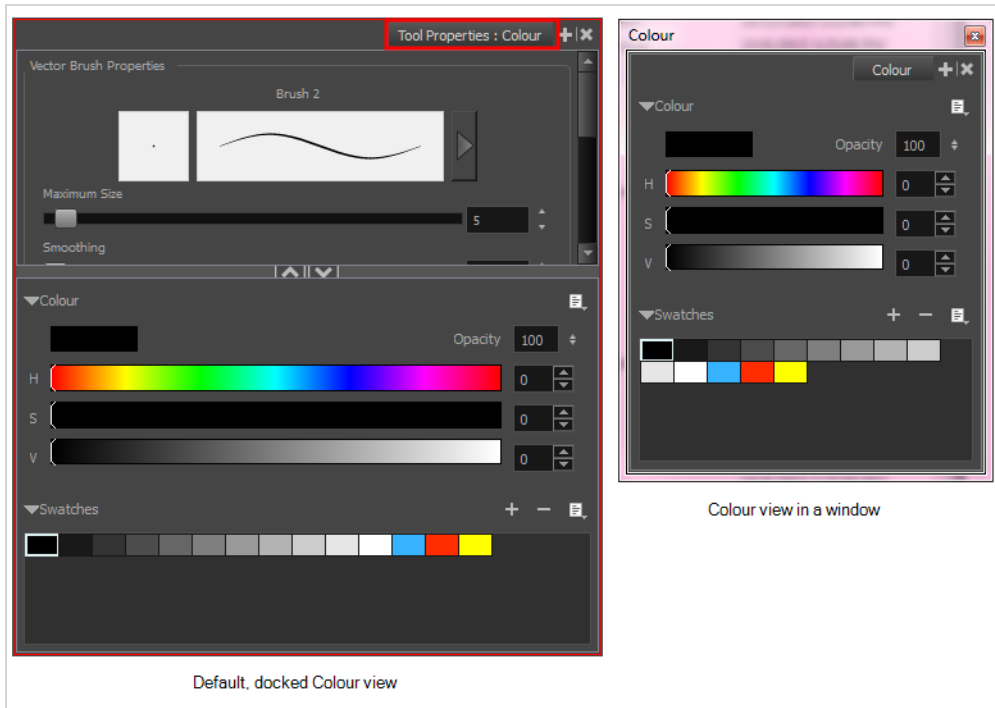 Tool Properties : Colour
Vector Brush Properties
Brush 2
Maximum Size
5
Smoothing
Colour
Opacity 100
H 0
S 0
V 0
Swatches
Default, docked Colour view
Colour
Colour
Colour
Opacity 100
H 0
S 0
V 0
Swatches
Colour view in a window